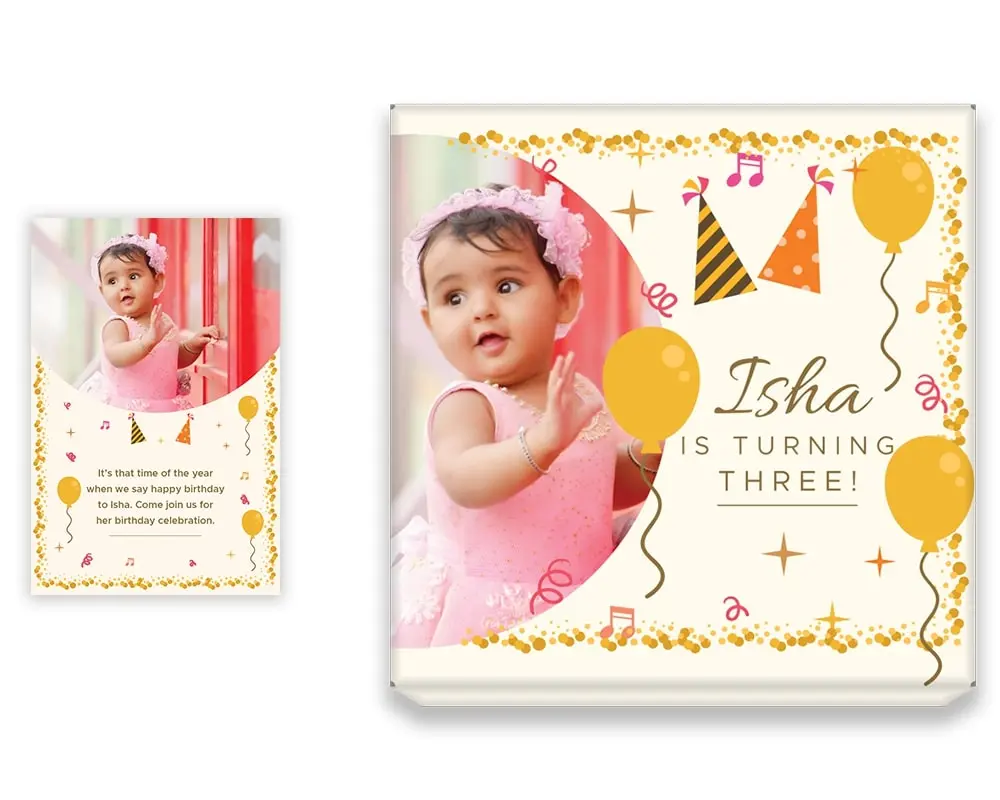 It's that time of the year
when we say happy birthday
to Isha. Come join us for
her birthday celebration.
Isha
IS TURNING
THREE!